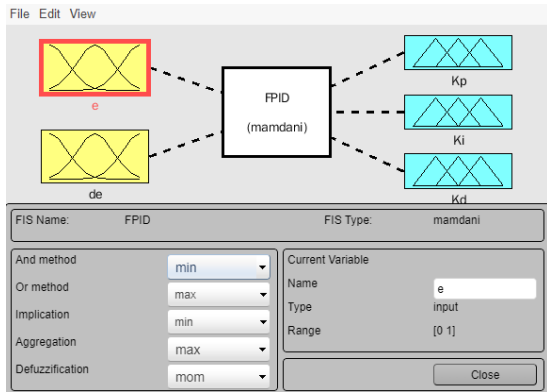 File Edit View
e
de
FPID
(mamdani)
Kp
Ki
Kd
FIS Name: FPID FIS Type: mamdani
And method min
Or method max
Implication min
Aggregation max
Defuzzification mom
Current Variable
Name e
Type input
Range [0 1]
Close